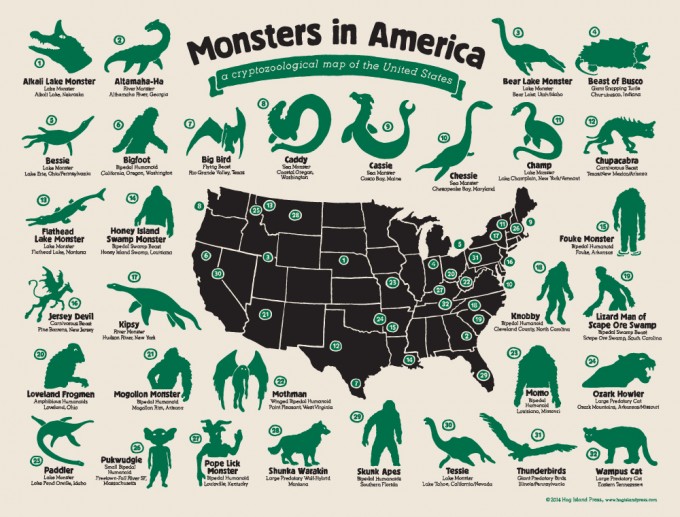 Monsters in America
a cryptozoological map of the United States
1
Alkali Lake Monster
Lake Monster
Alkali Lake, Nebraska
2
Altamaha-Ha
River Monster
Altamaha River, Georgia
3
Bear Lake Monster
Lake Monster
Bear Lake, Utah/Idaho
4
Beast of Busco
Giant Snapping Turtle
Churubusco, Indiana
5
Bessie
Lake Monster
Lake Erie, Ohio/Pennsylvania
6
Bigfoot
Bipedal Humanoid
California, Oregon, Washington
7
Big Bird
Flying Beast
Rio Grande Valley, Texas
8
Caddy
Sea Monster
Coastal Oregon,
Washington
9
Cassie
Sea Monster
Casco Bay, Maine
10
Chessie
Sea Monster
Chesapeake Bay, Maryland
11
Champ
Lake Monster
Lake Champlain, New York/Vermont
12
Chupacabra
Carnivorous Beast
Texas/New Mexico/Arizona
13
Flathead
Lake Monster
Lake Monster
Flathead Lake, Montana
14
Honey Island
Swamp Monster
Bipedal Swamp Beast
Honey Island Swamp, Louisiana
15
Fouke Monster
Bipedal Humanoid
Fouke, Arkansas
16
Jersey Devil
Carnivorous Beast
Pine Barrens, New Jersey
17
Kipsy
River Monster
Hudson River, New York
18
Knobby
Bipedal Humanoid
Cleveland County, North Carolina
19
Lizard Man of
Scape Ore Swamp
Bipedal Swamp Beast
Scape Ore Swamp, South Carolina
20
Loveland Frogmen
Amphibious Humanoids
Loveland, Ohio
21
Mogollon Monster
Bipedal Humanoid
Mogollon Rim, Arizona
22
Mothman
Winged Bipedal Humanoid
Point Pleasant, West Virginia
23
Momo
Bipedal
Humanoid
Louisiana, Missouri
24
Ozark Howler
Large Predatory Cat
Ozark Mountains, Arkansas/Missouri
25
Paddler
Lake Monster
Lake Pend Oreille, Idaho
26
Pukwudgie
Small Bipedal
Humanoid
Freetown-Fall River SF,
Massachusetts
27
Pope Lick
Monster
Bipedal Humanoid
Louisville, Kentucky
28
Shunka Warakin
Large Predatory Wolf-Hybrid
Montana
29
Skunk Apes
Bipedal Humanoids
Southern Florida
30
Tessie
Lake Monster
Lake Tahoe, California/Nevada
31
Thunderbirds
Giant Predatory Birds
Illinois/Pennsylvania
32
Wampus Cat
Large Predatory Cat
Eastern Tennessee
© 2014 Hog Island Press, www.hogislandpress.com